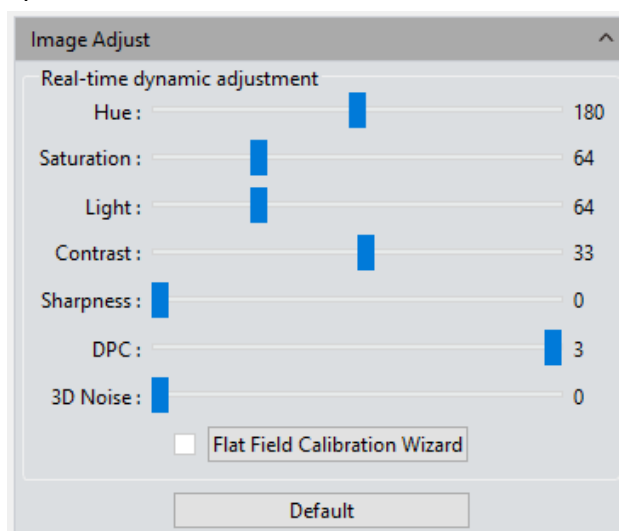 Image Adjust
Real-time dynamic adjustment
Hue : 180
Saturation : 64
Light : 64
Contrast : 33
Sharpness : 0
DPC : 3
3D Noise : 0
Flat Field Calibration Wizard
Default